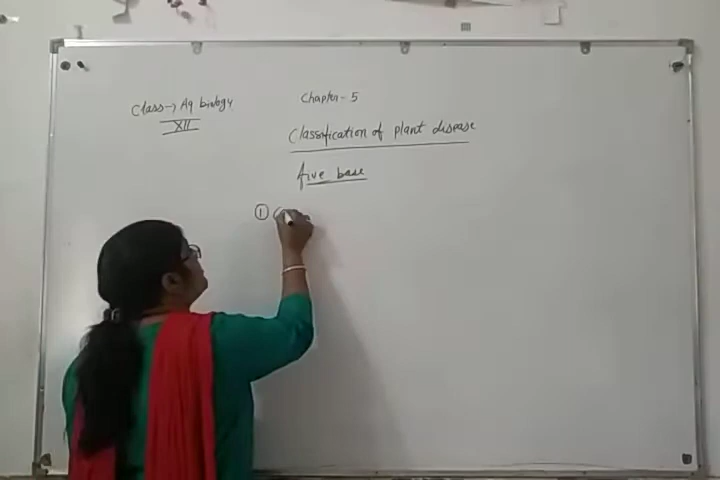 Class → Ag biology
XII
Chapter - 5
Classification of plant disease
five base
①